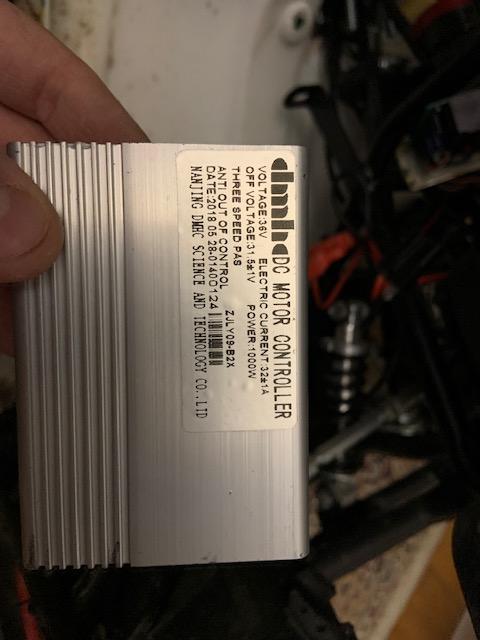 dmhc DC MOTOR CONTROLLER
VOLTAGE:36V ELECTRIC CURRENT 32±1A
OFF VOLTAGE:31.5±1V POWER:1000W
THREE SPEED PAS
ANTI OUT OF CONTROL ZJLY09-B2X
DATE:2018 05 28-01400124
NANJING DMHC SCIENCE AND TECHNOLOGY CO.,LTD